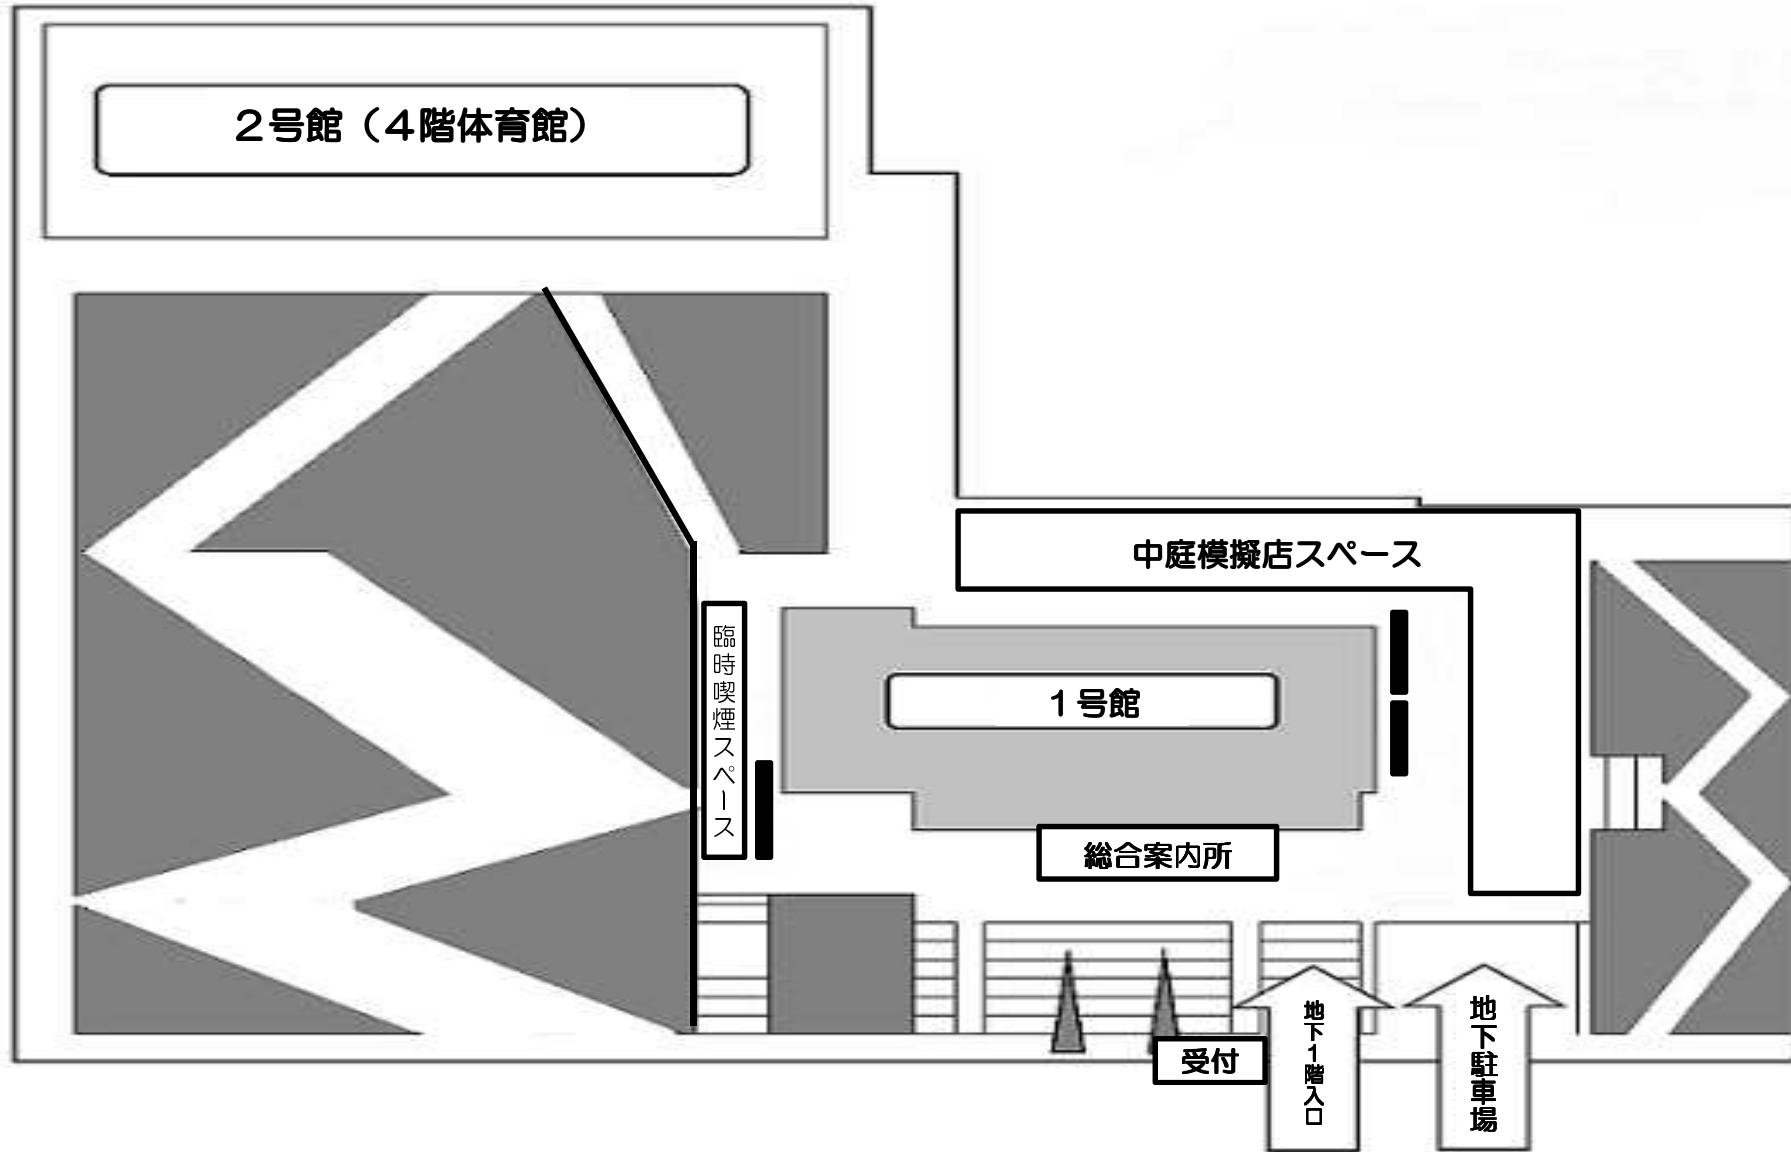 ２号館（４階体育館）
中庭模擬店スペース
臨時喫煙スペース
１号館
総合案内所
受付
地下１階入口
地下駐車場